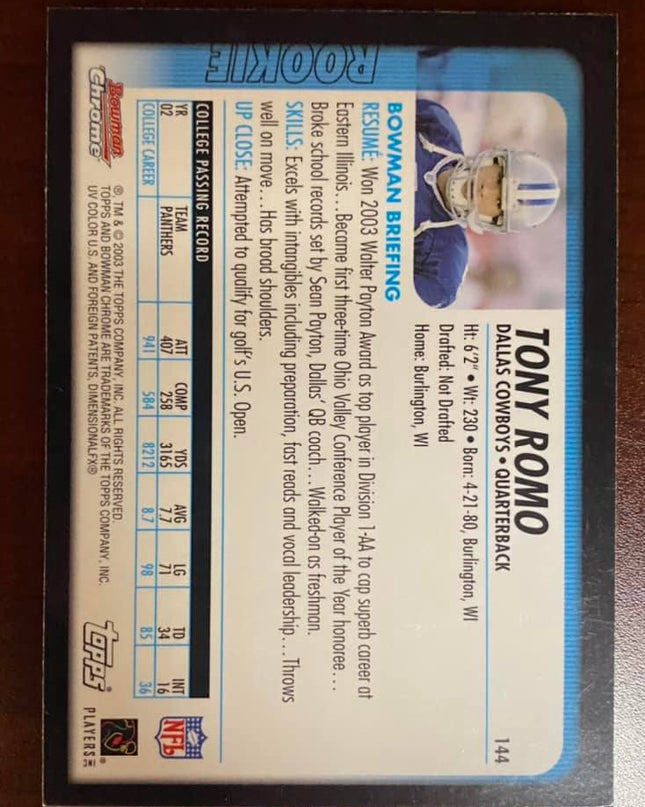 ROOKIE
144
TONY ROMO
DALLAS COWBOYS • QUARTERBACK
Ht: 6'2" • Wt: 230 • Born: 4-21-80, Burlington, WI
Drafted: Not Drafted
Home: Burlington, WI
BOWMAN BRIEFING
RESUMÉ: Won 2003 Walter Payton Award as top player in Division 1-AA to cap superb career at
Eastern Illinois...Became first three-time Ohio Valley Conference Player of the Year honoree...
Broke school records set by Sean Payton, Dallas' QB coach...Walked-on as freshman.
SKILLS: Excels with intangibles including preparation, fast reads and vocal leadership...Throws
well on move...Has broad shoulders.
UP CLOSE: Attempted to qualify for golf's U.S. Open.
COLLEGE PASSING RECORD
YR TEAM ATT COMP YDS AVG LG TD INT
02 PANTHERS 407 258 3165 7.7 71 34 16
COLLEGE CAREER 941 584 8212 8.7 98 85 36
Bowman Chrome
®, TM & © 2003 THE TOPPS COMPANY, INC. ALL RIGHTS RESERVED.
TOPPS AND BOWMAN CHROME ARE TRADEMARKS OF THE TOPPS COMPANY, INC.
UV COLOR U.S. AND FOREIGN PATENTS, DIMENSIONALFX®
topps®
NFL
PLAYERS INC